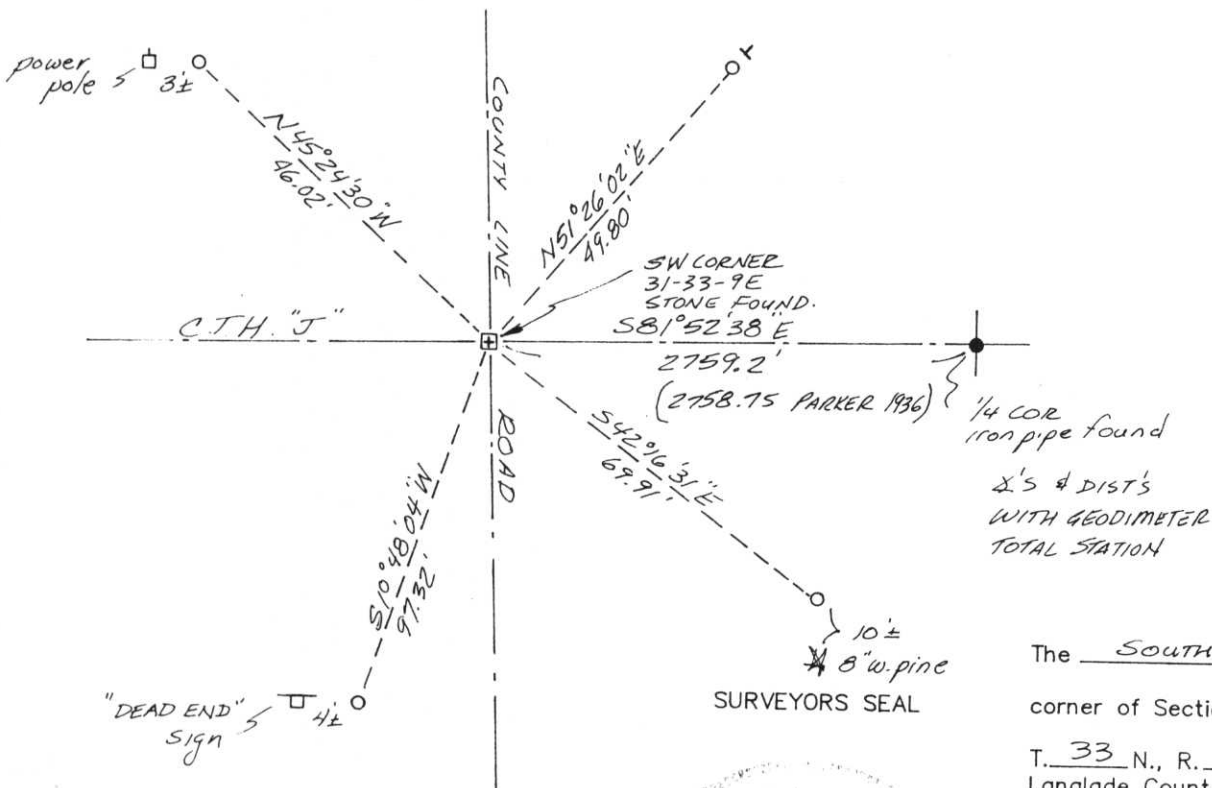 power
pole
3'±
N45°24'30"W
46.02'
COUNTY LINE
N51°26'02"E
49.80'
SW CORNER
31-33-9E
STONE FOUND.
C.T.H. "J"
S81°52'38"E
2759.2'
(2758.75 PARKER 1936)
1/4 COR
iron pipe found
ROAD
S42°16'31"E
69.91'
∡'S & DIST'S
WITH GEODIMETER
TOTAL STATION
S10°48'04"W
97.32'
10'±
8" w. pine
"DEAD END"
sign
4'±
SURVEYORS SEAL
The SOUTH
corner of Secti
T. 33 N., R.
Langlade Count